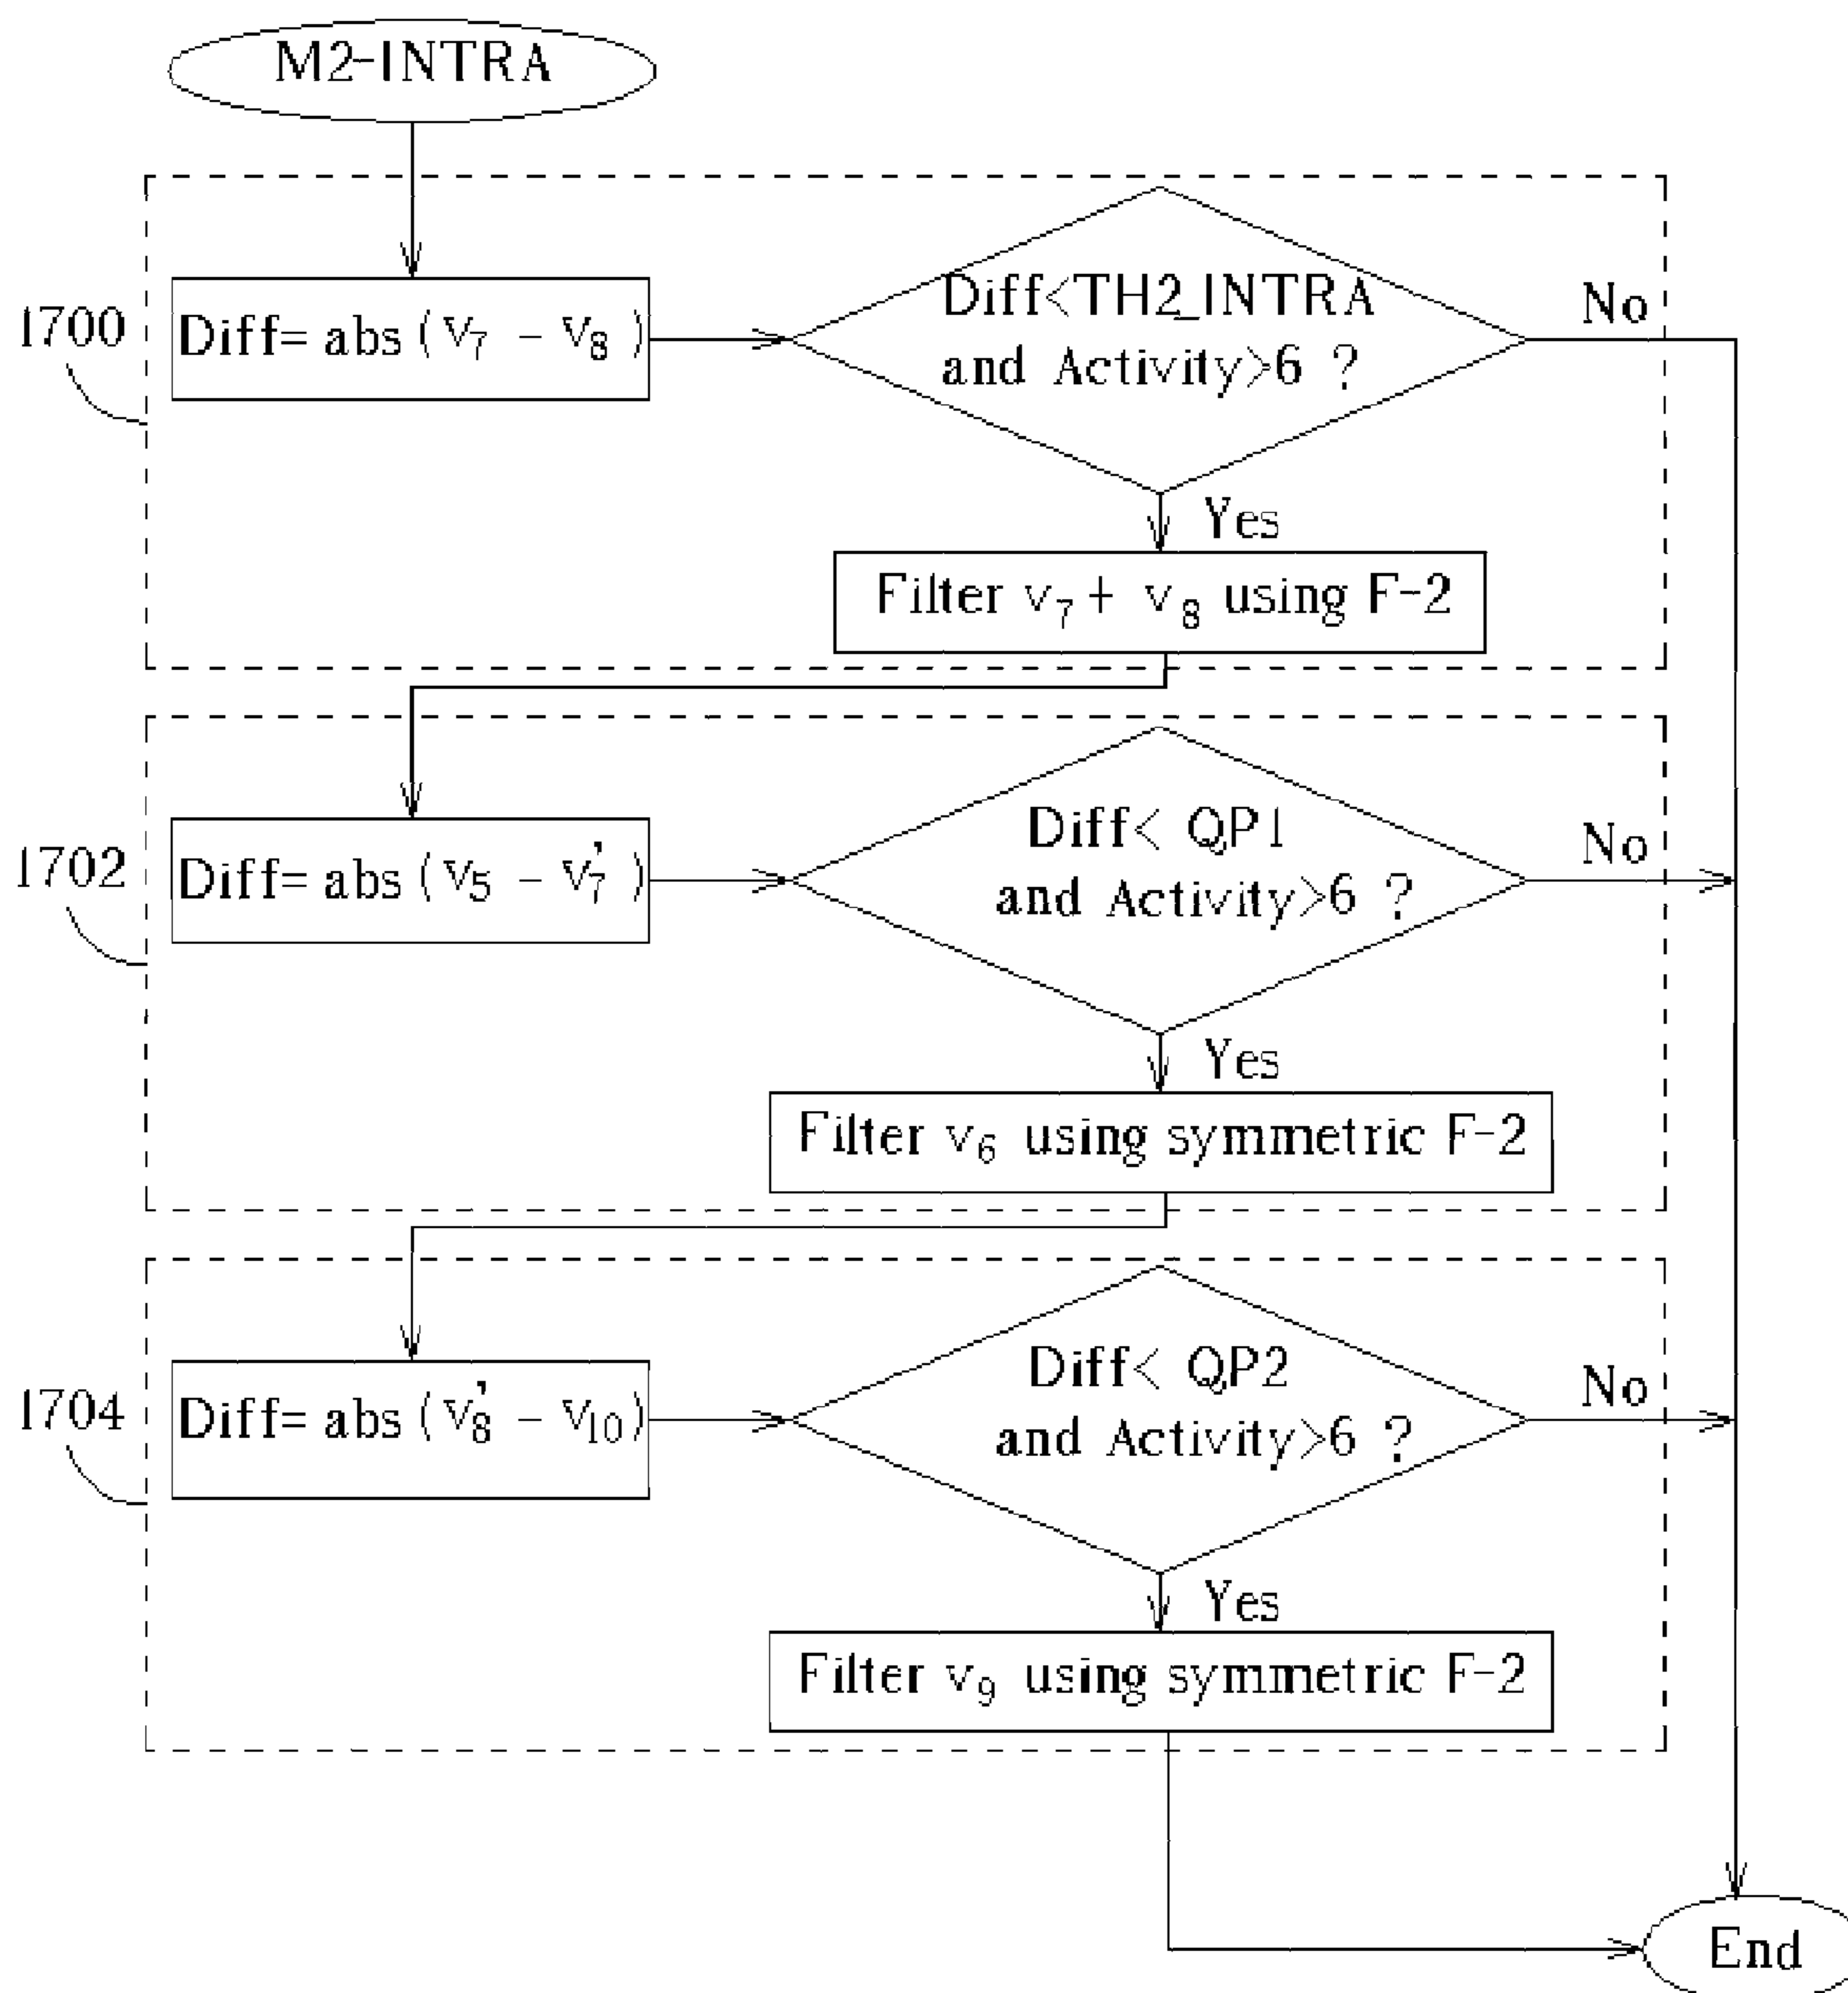 M2-INTRA
1700
Diff= abs ( v₇ - v₈ )
Diff<TH2_INTRA
and Activity>6 ?
No
Yes
Filter v₇ + v₈ using F-2
1702
Diff= abs ( v₅ - v₇' )
Diff< QP1
and Activity>6 ?
No
Yes
Filter v₆ using symmetric F-2
1704
Diff= abs ( v₈' - v₁₀ )
Diff< QP2
and Activity>6 ?
No
Yes
Filter v₉ using symmetric F-2
End